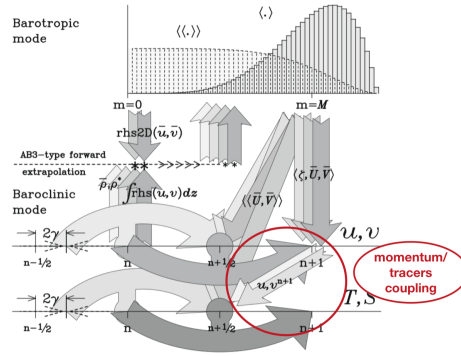 Barotropic
mode
⟨⟨.⟩⟩
⟨.⟩
m=0
m=M
rhs2D(ū,v̄)
AB3-type forward
extrapolation
ρ̄,ρ*
∫rhs(u,v)dz
Baroclinic
mode
⟨⟨Ū,V̄⟩⟩
⟨ζ,Ū,V̄⟩
u,v
2γ
n−1/2
n
n+1/2
n+1
momentum/
tracers
coupling
u,vⁿ⁺¹
T,S
2γ
n−1/2
n
n+1/2
n+1